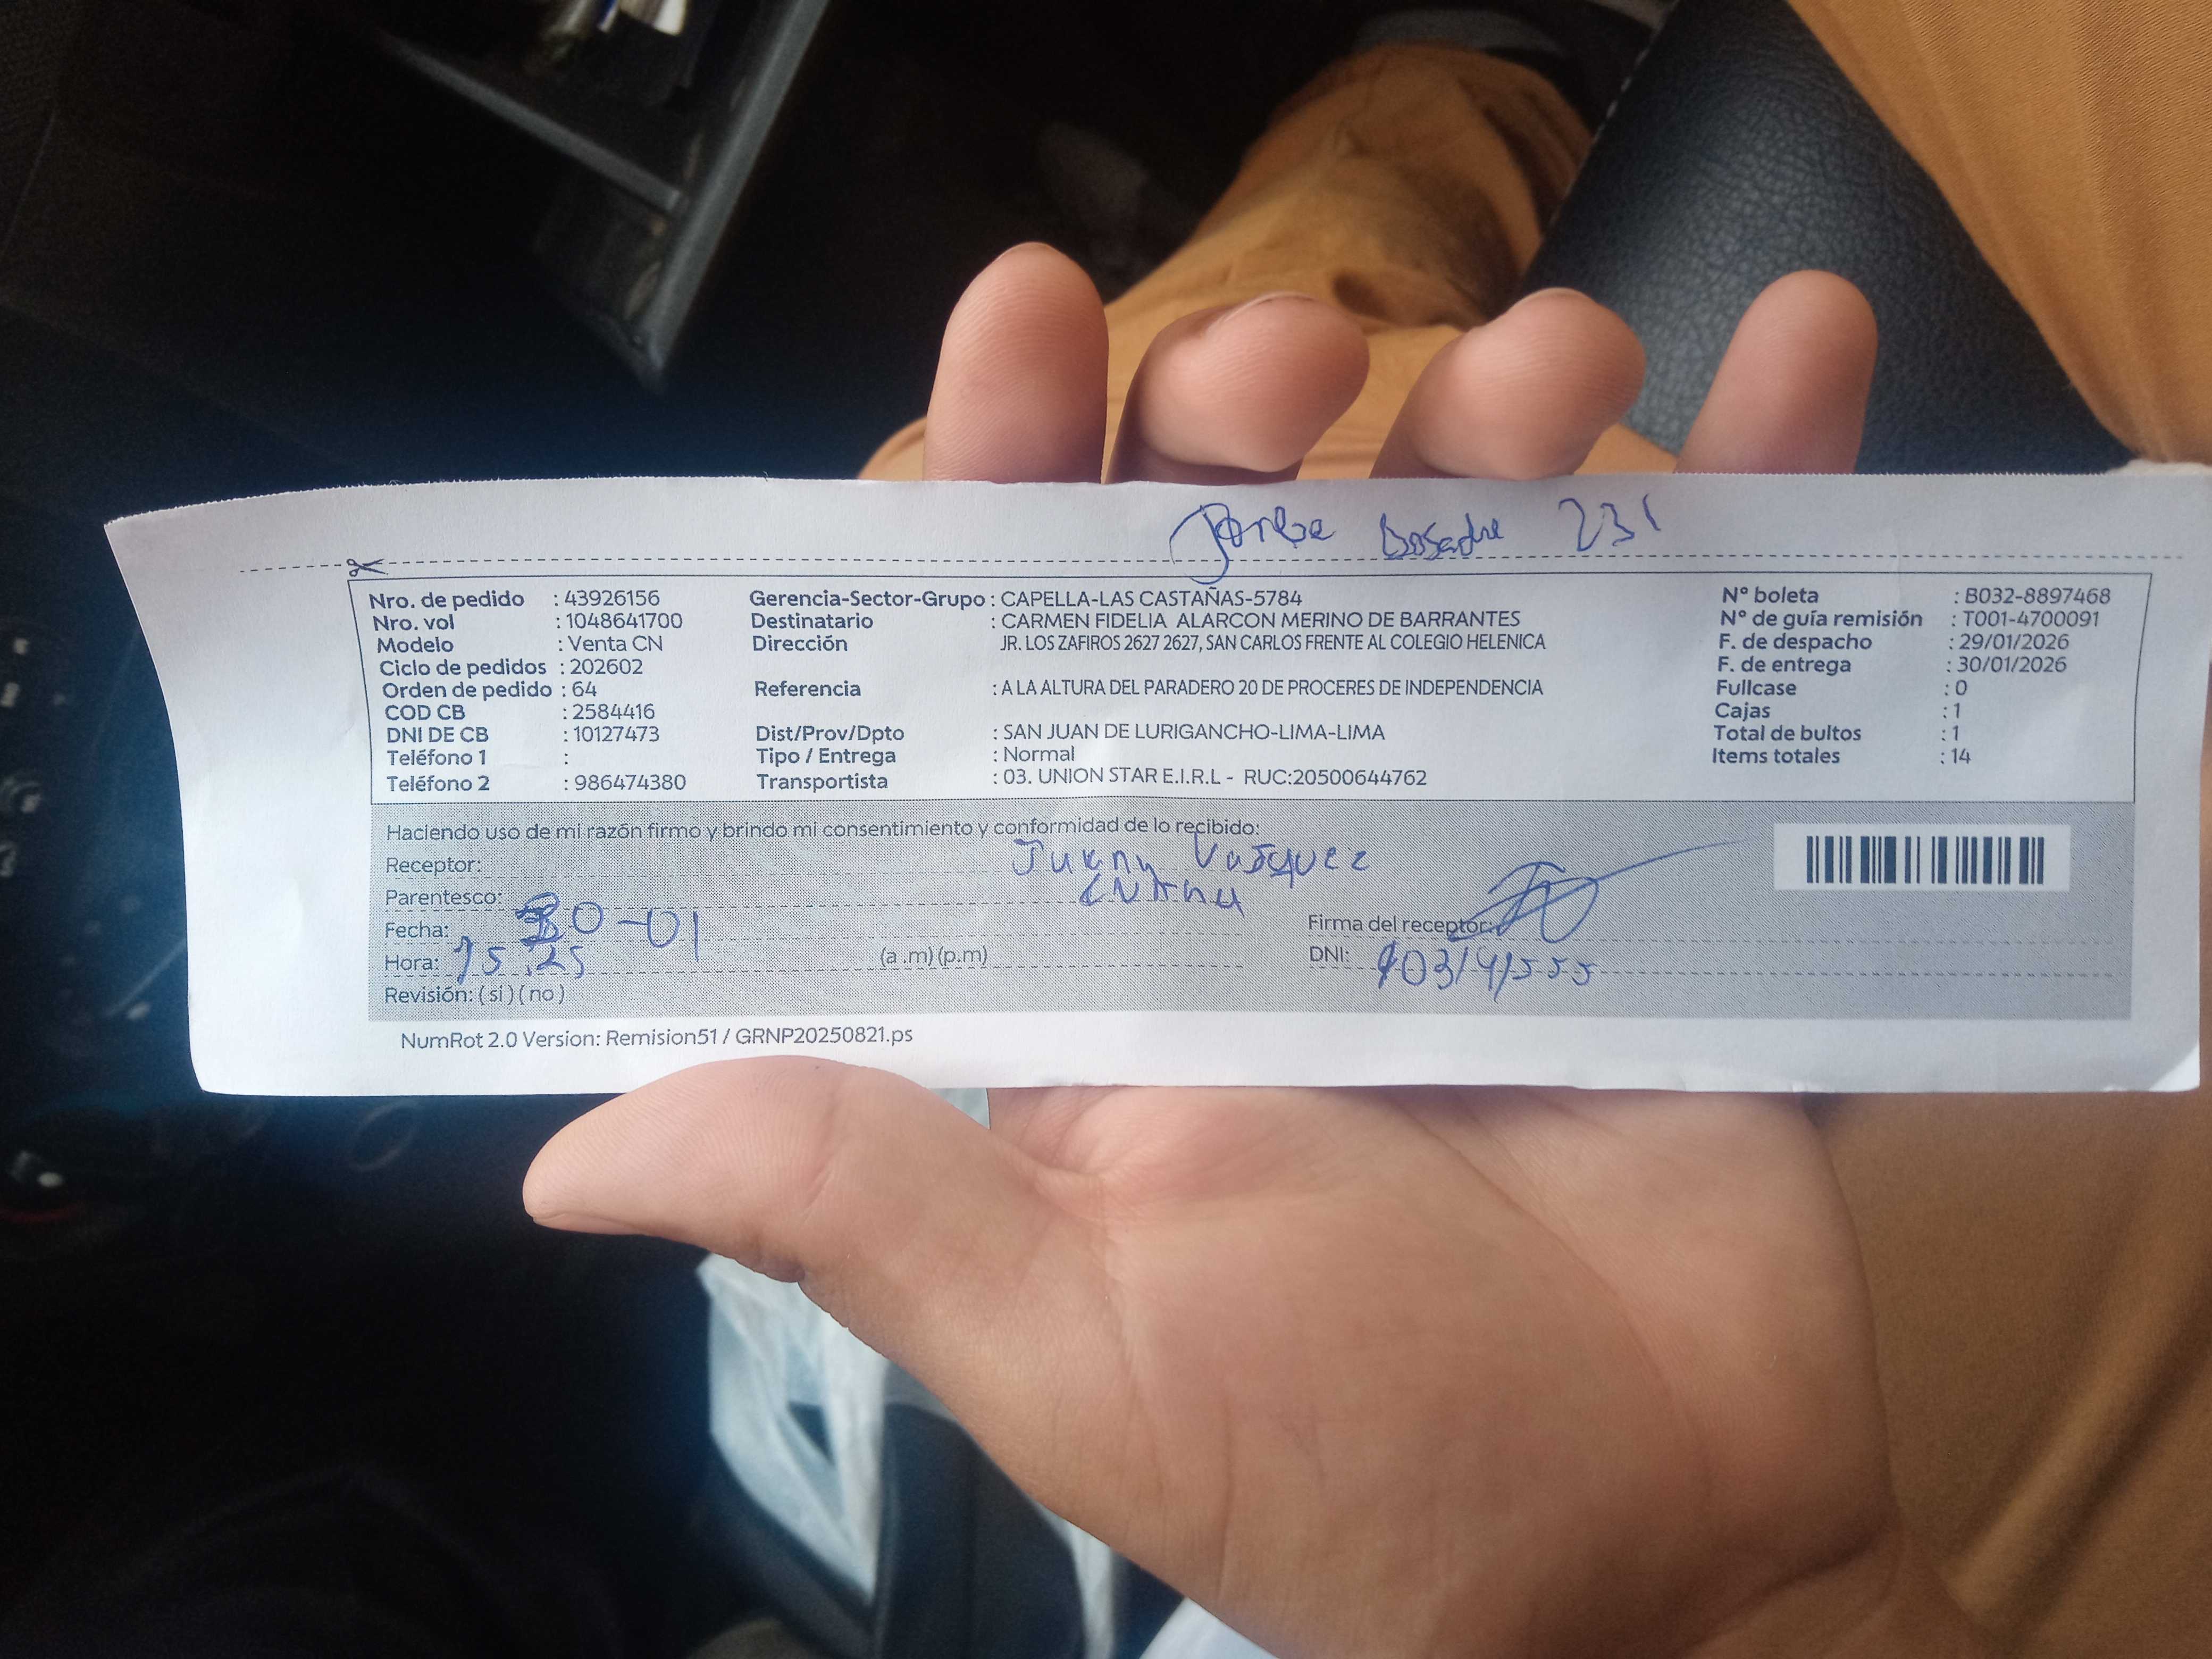 Jorge Basadre 231
Nro. de pedido : 43926156
Nro. vol : 1048641700
Modelo : Venta CN
Ciclo de pedidos : 202602
Orden de pedido : 64
COD CB : 2584416
DNI DE CB : 10127473
Teléfono 1 :
Teléfono 2 : 986474380
Gerencia-Sector-Grupo : CAPELLA-LAS CASTAÑAS-5784
Destinatario : CARMEN FIDELIA ALARCON MERINO DE BARRANTES
Dirección JR. LOS ZAFIROS 2627 2627, SAN CARLOS FRENTE AL COLEGIO HELENICA
Referencia : A LA ALTURA DEL PARADERO 20 DE PROCERES DE INDEPENDENCIA
Dist/Prov/Dpto : SAN JUAN DE LURIGANCHO-LIMA-LIMA
Tipo / Entrega : Normal
Transportista : 03. UNION STAR E.I.R.L - RUC:20500644762
N° boleta : B032-8897468
N° de guía remisión : T001-4700091
F. de despacho : 29/01/2026
F. de entrega : 30/01/2026
Fullcase : 0
Cajas : 1
Total de bultos : 1
Items totales : 14
Haciendo uso de mi razón firmo y brindo mi consentimiento y conformidad de lo recibido:
Receptor: Vasquez
Parentesco:
Fecha: 30-01
Hora: 15:25 (a.m) (p.m)
Revisión: (si) (no)
Firma del receptor:
DNI:
NumRot 2.0 Version: Remision51 / GRNP20250821.ps